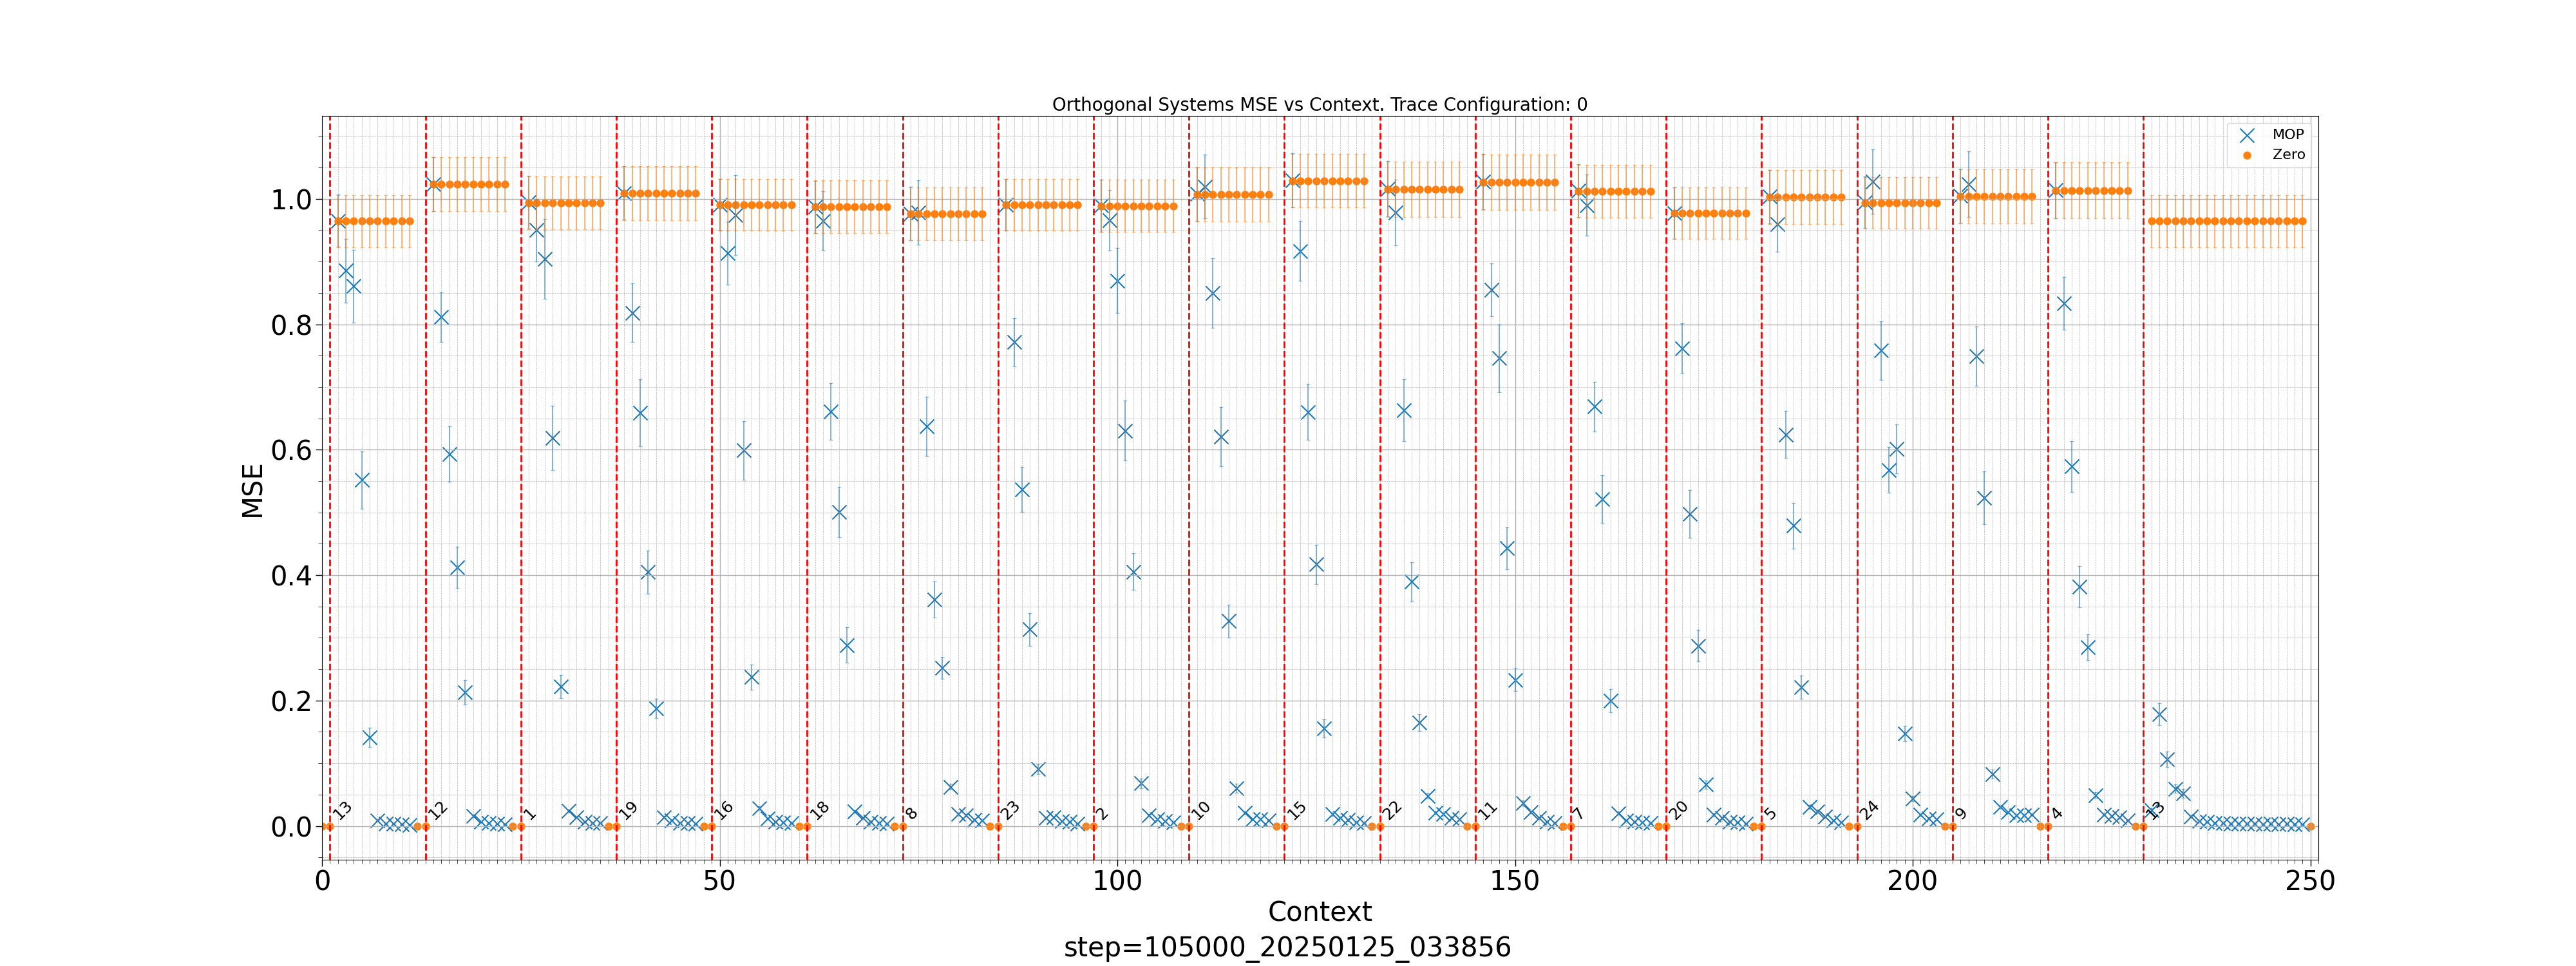 Orthogonal Systems MSE vs Context. Trace Configuration: 0
MOP
Zero
MSE
1.0
0.8
0.6
0.4
0.2
0.0
13 12 1 19 16 18 8 23 2 10 15 22 11 7 20 5 24 9 4 13
0 50 100 150 200 250
Context
step=105000_20250125_033856